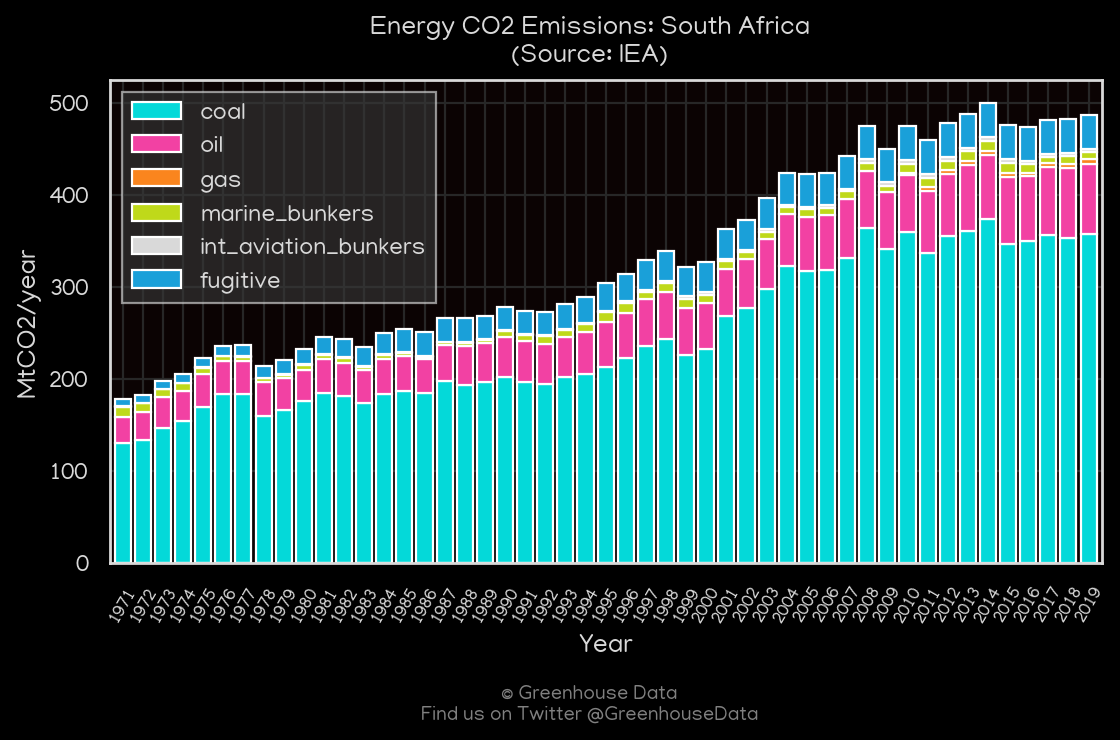 Energy CO2 Emissions: South Africa
(Source: IEA)
MtCO2/year
500
400
300
200
100
0
coal
oil
gas
marine_bunkers
int_aviation_bunkers
fugitive
1971 1972 1973 1974 1975 1976 1977 1978 1979 1980 1981 1982 1983 1984 1985 1986 1987 1988 1989 1990 1991 1992 1993 1994 1995 1996 1997 1998 1999 2000 2001 2002 2003 2004 2005 2006 2007 2008 2009 2010 2011 2012 2013 2014 2015 2016 2017 2018 2019
Year
© Greenhouse Data
Find us on Twitter @GreenhouseData